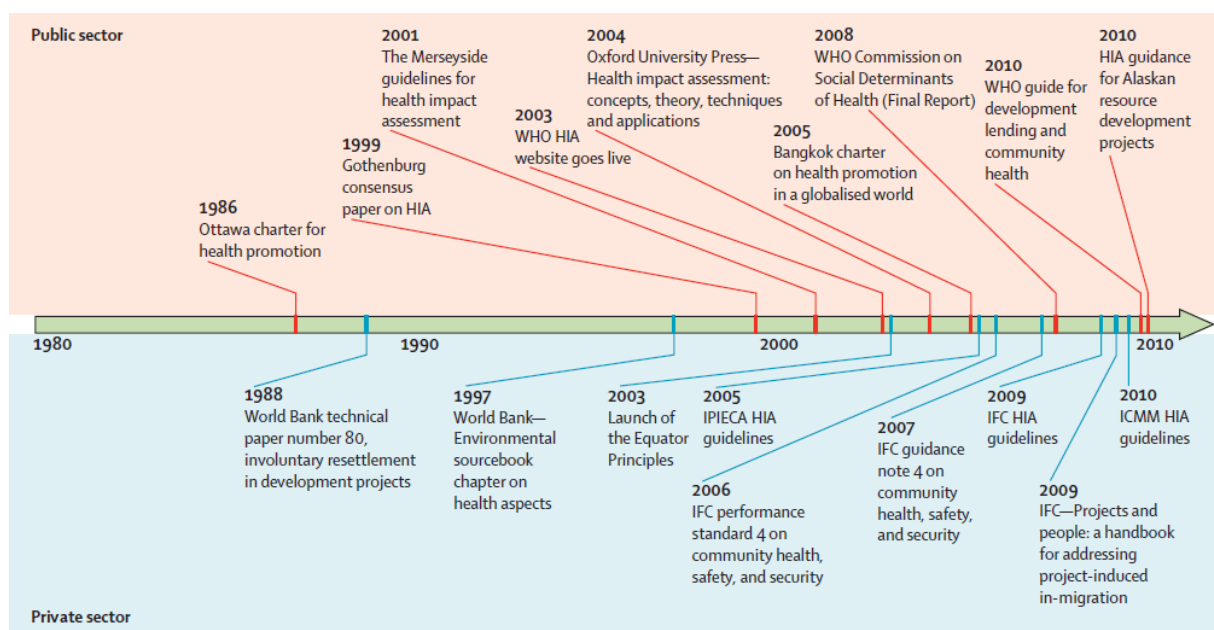 Public sector
2001
The Merseyside
guidelines for
health impact
assessment
2004
Oxford University Press—
Health impact assessment:
concepts, theory, techniques
and applications
2008
WHO Commission on
Social Determinants
of Health (Final Report)
2010
HIA guidance
for Alaskan
resource
development
projects
2010
WHO guide for
development
lending and
community
health
2003
WHO HIA
website goes live
2005
Bangkok charter
on health promotion
in a globalised world
1999
Gothenburg
consensus
paper on HIA
1986
Ottawa charter for
health promotion
1980
1990
2000
2010
1988
World Bank technical
paper number 80,
involuntary resettlement
in development projects
1997
World Bank—
Environmental
sourcebook
chapter on
health aspects
2003
Launch of
the Equator
Principles
2005
IPIECA HIA
guidelines
2006
IFC performance
standard 4 on
community health,
safety, and security
2007
IFC guidance
note 4 on
community
health, safety,
and security
2009
IFC HIA
guidelines
2009
IFC—Projects and
people: a handbook
for addressing
project-induced
in-migration
2010
ICMM HIA
guidelines
Private sector